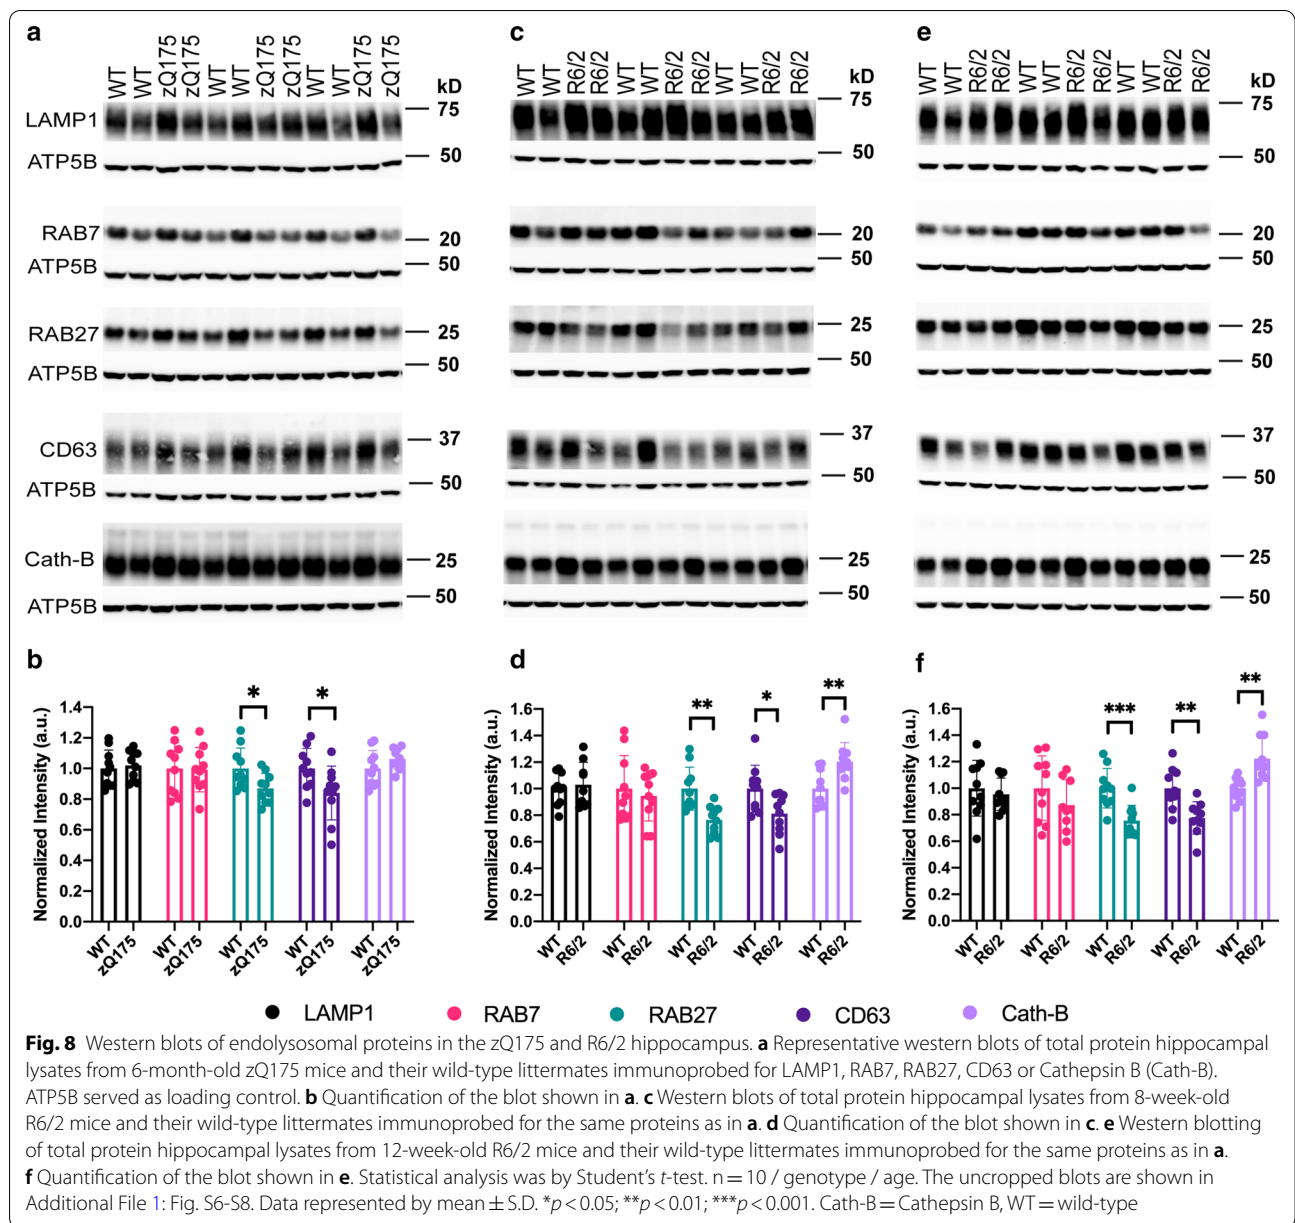 a
WT WT zQ175 zQ175 WT WT zQ175 zQ175 WT WT zQ175 zQ175
kD
LAMP1
75
ATP5B
50
RAB7
20
ATP5B
50
RAB27
25
ATP5B
50
CD63
37
ATP5B
50
Cath-B
25
ATP5B
50
c
WT WT R6/2 R6/2 WT WT R6/2 R6/2 WT WT R6/2 R6/2
kD
75
50
20
50
25
50
37
50
25
50
e
WT WT R6/2 R6/2 WT WT R6/2 R6/2 WT WT R6/2 R6/2
kD
75
50
20
50
25
50
37
50
25
50
b
Normalized Intensity (a.u.)
1.4
1.2
1.0
0.8
0.6
0.4
0.2
0.0
* *
WT zQ175 WT zQ175 WT zQ175 WT zQ175 WT zQ175
d
Normalized Intensity (a.u.)
1.6
1.4
1.2
1.0
0.8
0.6
0.4
0.2
0.0
** * **
WT R6/2 WT R6/2 WT R6/2 WT R6/2 WT R6/2
f
Normalized Intensity (a.u.)
1.6
1.4
1.2
1.0
0.8
0.6
0.4
0.2
0.0
*** ** **
WT R6/2 WT R6/2 WT R6/2 WT R6/2 WT R6/2
LAMP1 RAB7 RAB27 CD63 Cath-B
Fig. 8 Western blots of endolysosomal proteins in the zQ175 and R6/2 hippocampus. a Representative western blots of total protein hippocampal
lysates from 6-month-old zQ175 mice and their wild-type littermates immunoprobed for LAMP1, RAB7, RAB27, CD63 or Cathepsin B (Cath-B).
ATP5B served as loading control. b Quantification of the blot shown in a. c Western blots of total protein hippocampal lysates from 8-week-old
R6/2 mice and their wild-type littermates immunoprobed for the same proteins as in a. d Quantification of the blot shown in c. e Western blotting
of total protein hippocampal lysates from 12-week-old R6/2 mice and their wild-type littermates immunoprobed for the same proteins as in a.
f Quantification of the blot shown in e. Statistical analysis was by Student’s t-test. n = 10 / genotype / age. The uncropped blots are shown in
Additional File 1: Fig. S6-S8. Data represented by mean ± S.D. *p < 0.05; **p < 0.01; ***p < 0.001. Cath-B = Cathepsin B, WT = wild-type